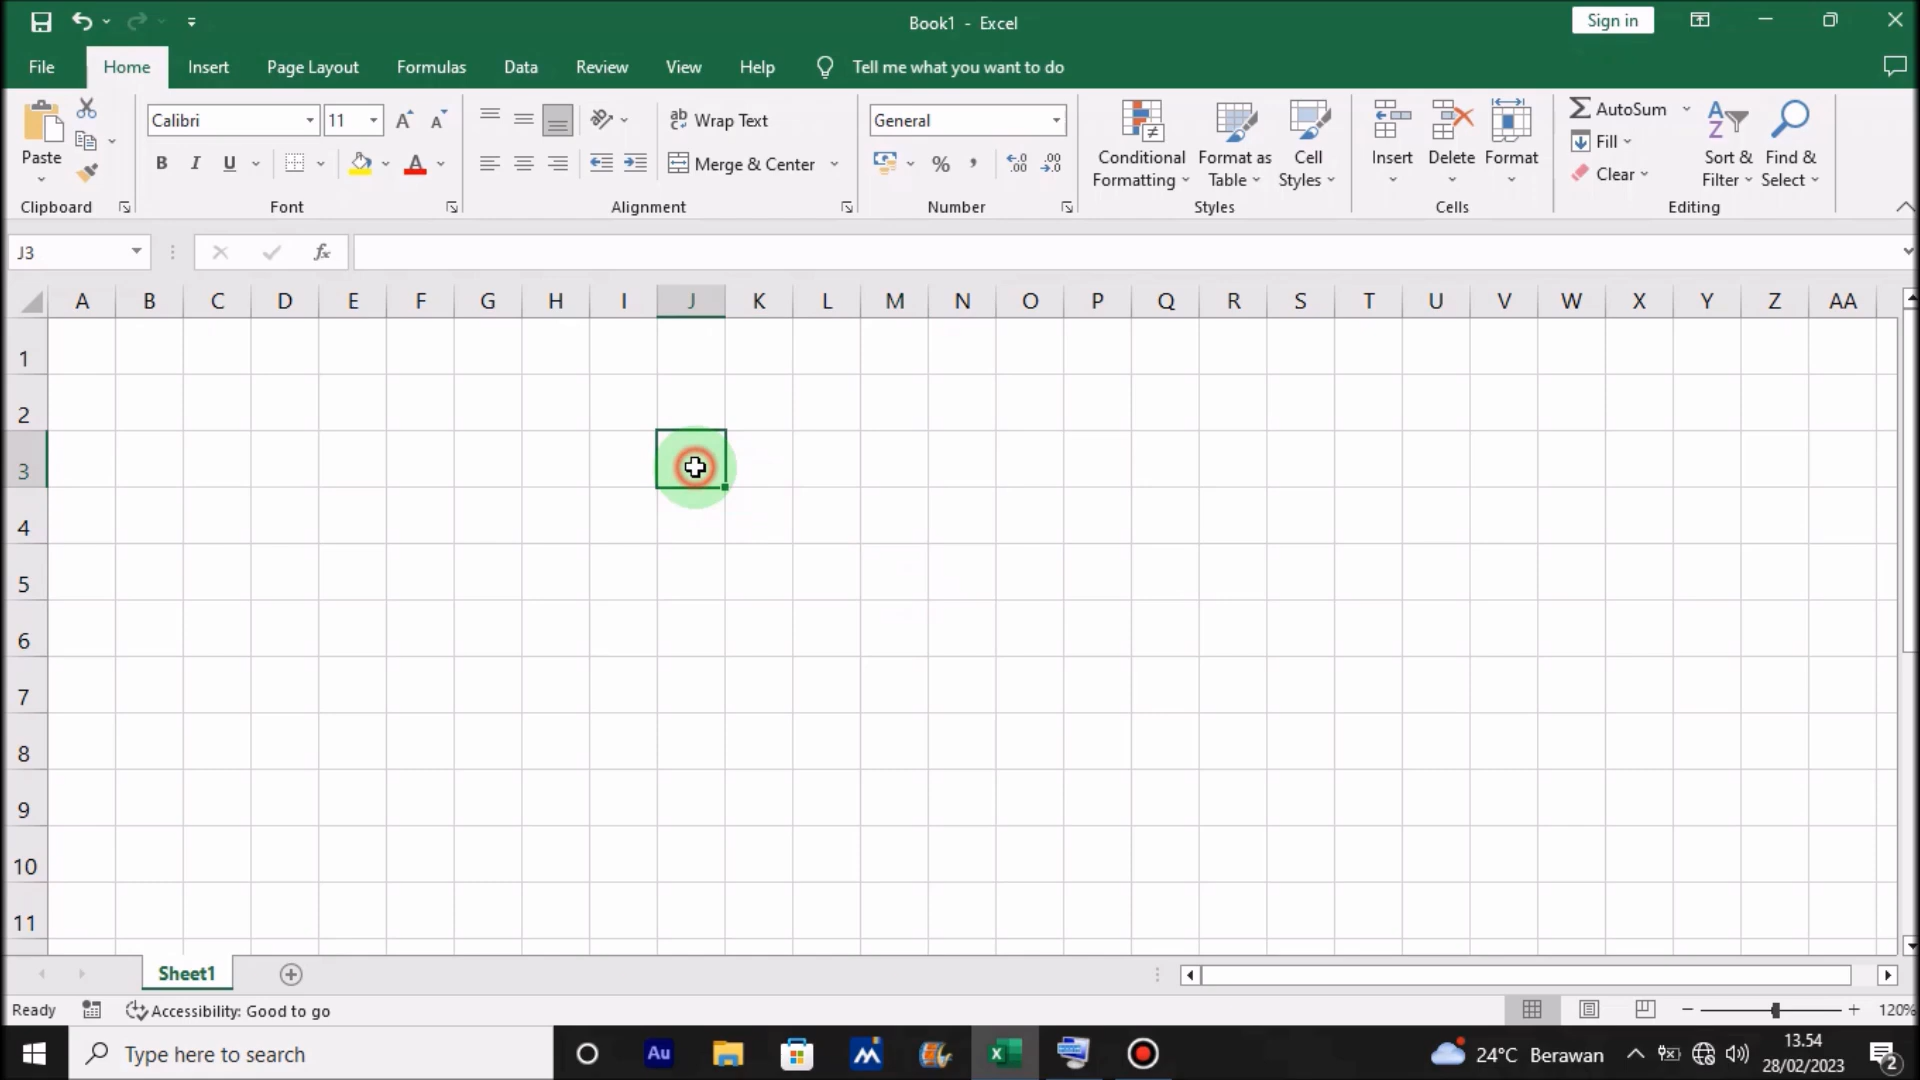 Book1 - Excel
Sign in
File Home Insert Page Layout Formulas Data Review View Help Tell me what you want to do
Paste
Clipboard
Calibri 11
B I U A
Font
ab Wrap Text
Merge & Center
Alignment
General
% ,
Number
Conditional Formatting
Format as Table
Cell Styles
Styles
Insert
Delete
Format
Cells
AutoSum
Fill
Clear
Sort & Filter
Find & Select
Editing
J3
fx
A B C D E F G H I J K L M N O P Q R S T U V W X Y Z AA
1
2
3
4
5
6
7
8
9
10
11
Sheet1
Ready
Accessibility: Good to go
120%
Type here to search
Au
24°C Berawan
13.54
28/02/2023
2